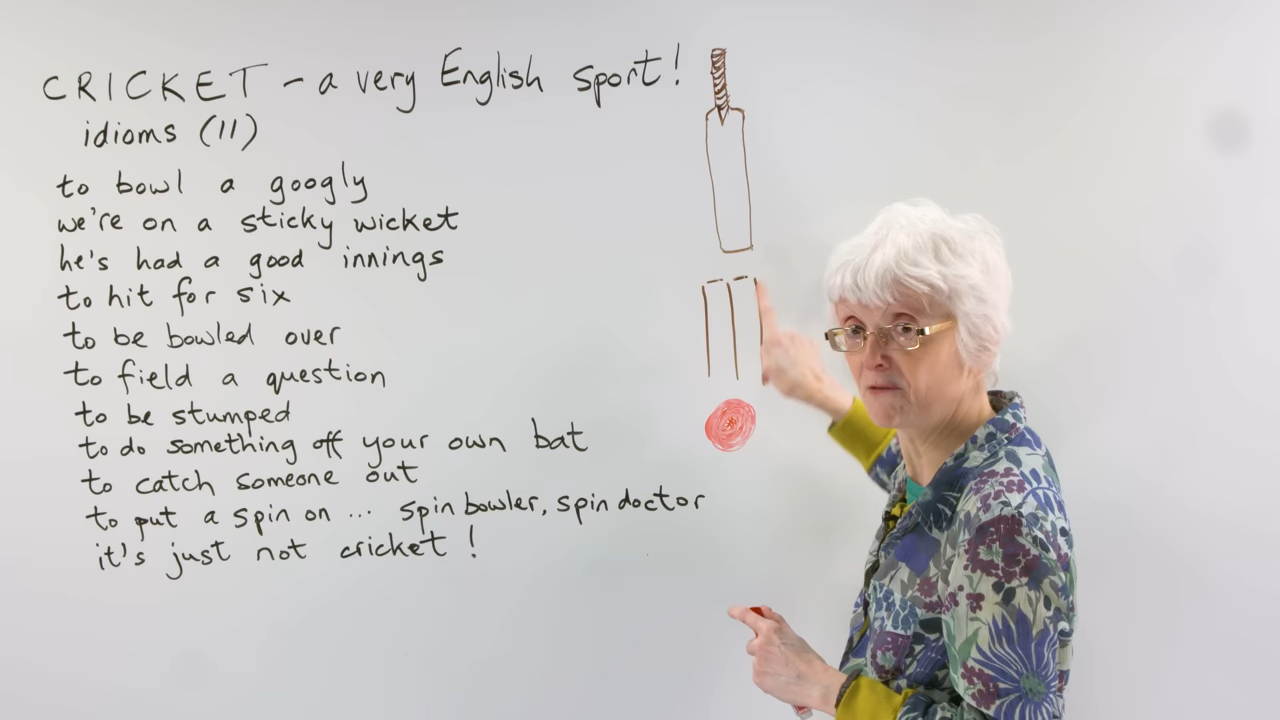 CRICKET - a very English sport!
idioms (11)
to bowl a googly
we're on a sticky wicket
he's had a good innings
to hit for six
to be bowled over
to field a question
to be stumped
to do something off your own bat
to catch someone out
to put a spin on ... spin bowler, spin doctor
it's just not cricket!